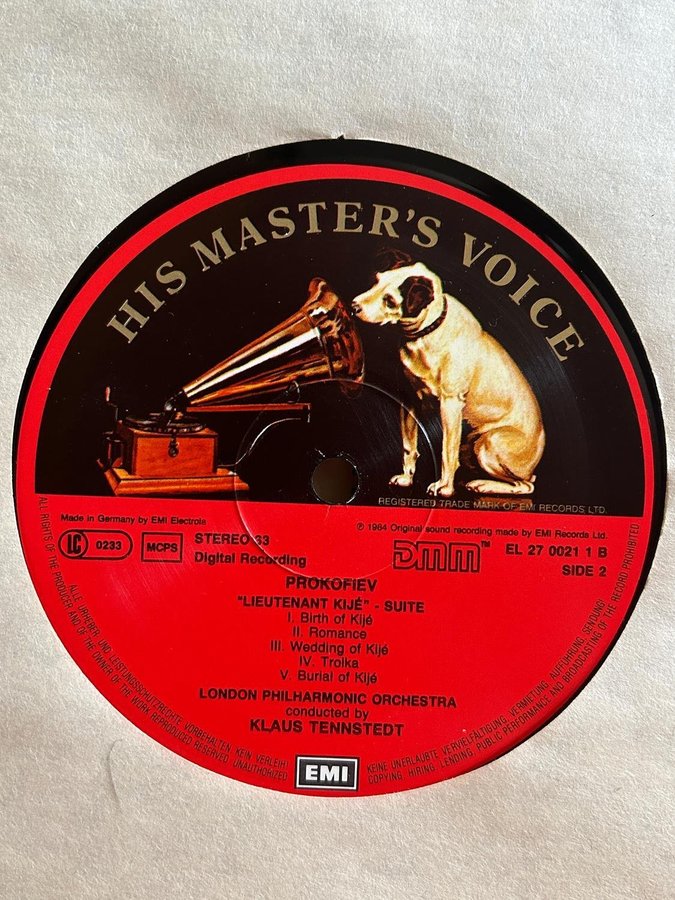 HIS MASTER'S VOICE
REGISTERED TRADE MARK OF EMI RECORDS LTD.
Made in Germany by EMI Electrola
℗ 1984 Original sound recording made by EMI Records Ltd.
LC 0233
MCPS
STEREO 33
Digital Recording
DMM™
EL 27 0021 1 B
SIDE 2
PROKOFIEV
"LIEUTENANT KIJÉ" - SUITE
I. Birth of Kijé
II. Romance
III. Wedding of Kijé
IV. Troika
V. Burial of Kijé
LONDON PHILHARMONIC ORCHESTRA
conducted by
KLAUS TENNSTEDT
EMI
ALLE URHEBER- UND LEISTUNGSSCHUTZRECHTE VORBEHALTEN KEIN VERLEIH!
KEINE UNERLAUBTE VERVIELFÄLTIGUNG, VERMIETUNG, AUFFÜHRUNG, SENDUNG
ALL RIGHTS OF THE PRODUCER AND OF THE OWNER OF THE WORK REPRODUCED RESERVED UNAUTHORIZED
COPYING, HIRING, LENDING PUBLIC PERFORMANCE AND BROADCASTING OF THE RECORD PROHIBITED